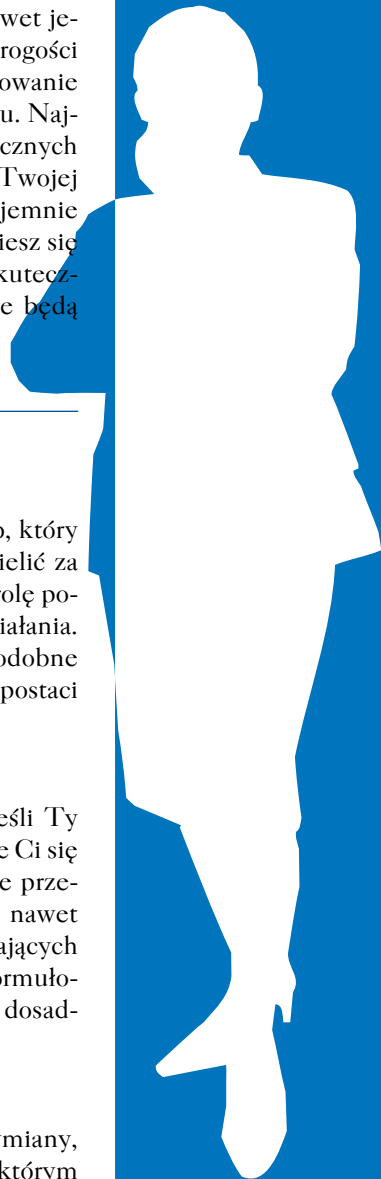 wet je-
rogości
owanie
u. Naj-
cznych
Twojej
jemnie
iesz się
kutecz-
e będą
o, który
ielić za
olę po-
iałania.
odobne
postaci
eśli Ty
e Ci się
e prze-
nawet
ających
ormuło-
dosad-
miany,
którym